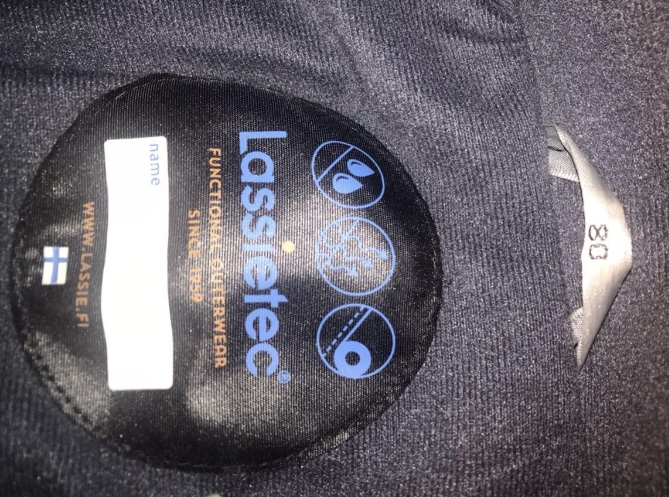 Lassietec®
FUNCTIONAL OUTERWEAR
SINCE 1959
name
WWW.LASSIE.FI
80